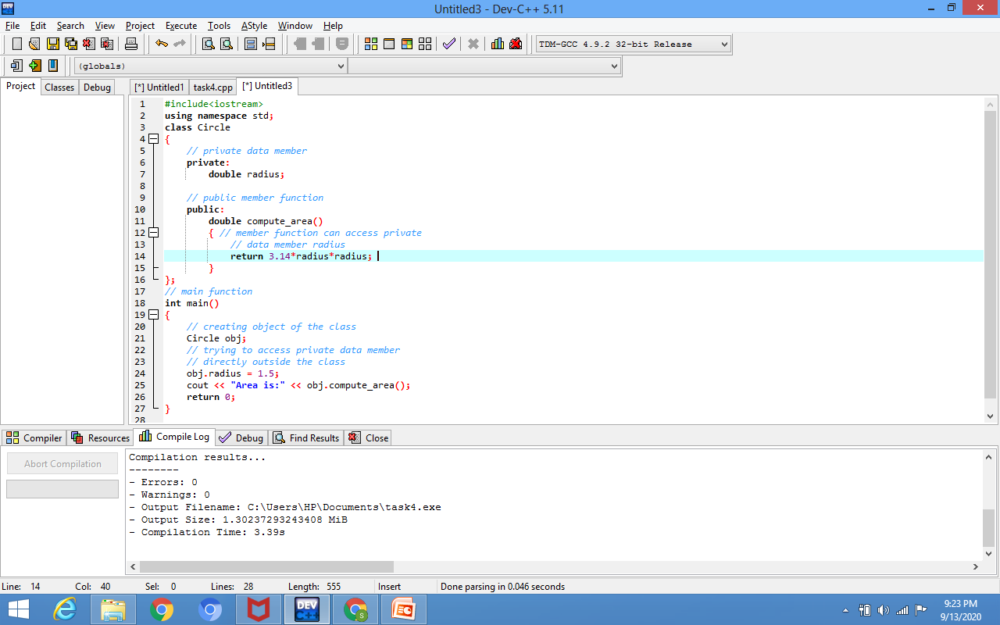 Untitled3 - Dev-C++ 5.11
File Edit Search View Project Execute Tools AStyle Window Help
TDM-GCC 4.9.2 32-bit Release
(globals)
Project Classes Debug [*] Untitled1 task4.cpp [*] Untitled3
1 #include<iostream>
2 using namespace std;
3 class Circle
4 {
5 // private data member
6 private:
7 double radius;
8
9 // public member function
10 public:
11 double compute_area()
12 { // member function can access private
13 // data member radius
14 return 3.14*radius*radius;
15 }
16 };
17 // main function
18 int main()
19 {
20 // creating object of the class
21 Circle obj;
22 // trying to access private data member
23 // directly outside the class
24 obj.radius = 1.5;
25 cout << "Area is:" << obj.compute_area();
26 return 0;
27 }
28
Compiler Resources Compile Log Debug Find Results Close
Abort Compilation
Compilation results...
--------
- Errors: 0
- Warnings: 0
- Output Filename: C:\Users\HP\Documents\task4.exe
- Output Size: 1.30237293243408 MiB
- Compilation Time: 3.39s
Line: 14 Col: 40 Sel: 0 Lines: 28 Length: 555 Insert Done parsing in 0.046 seconds
DEV C++
S
9:23 PM
9/13/2020